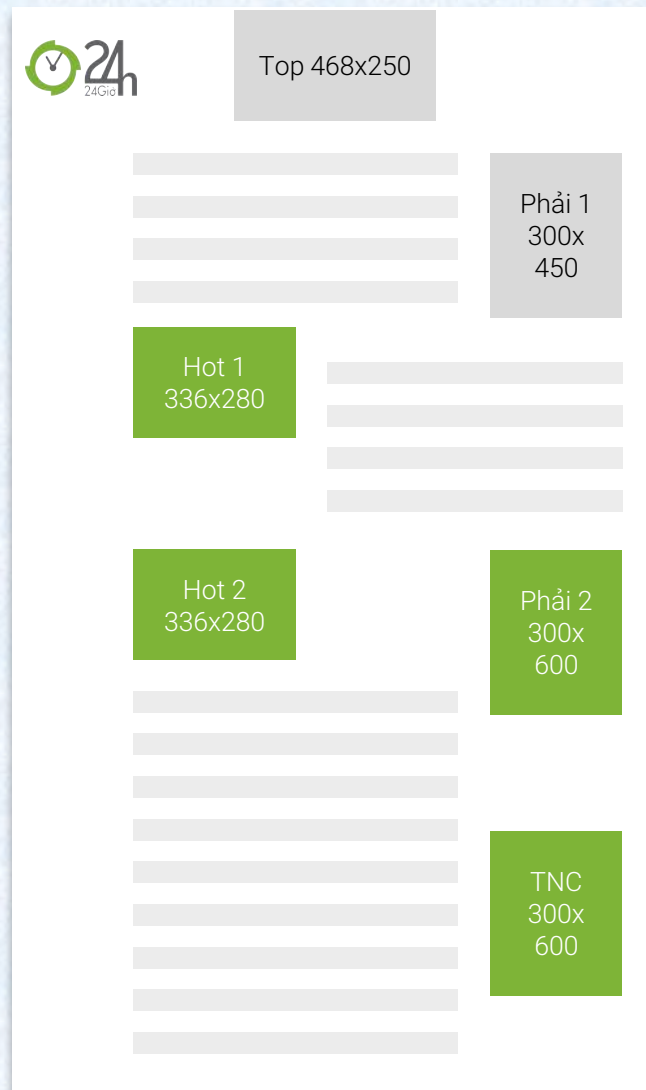 24h
24Giờ
Top 468x250
Phải 1
300x
450
Hot 1
336x280
Hot 2
336x280
Phải 2
300x
600
TNC
300x
600